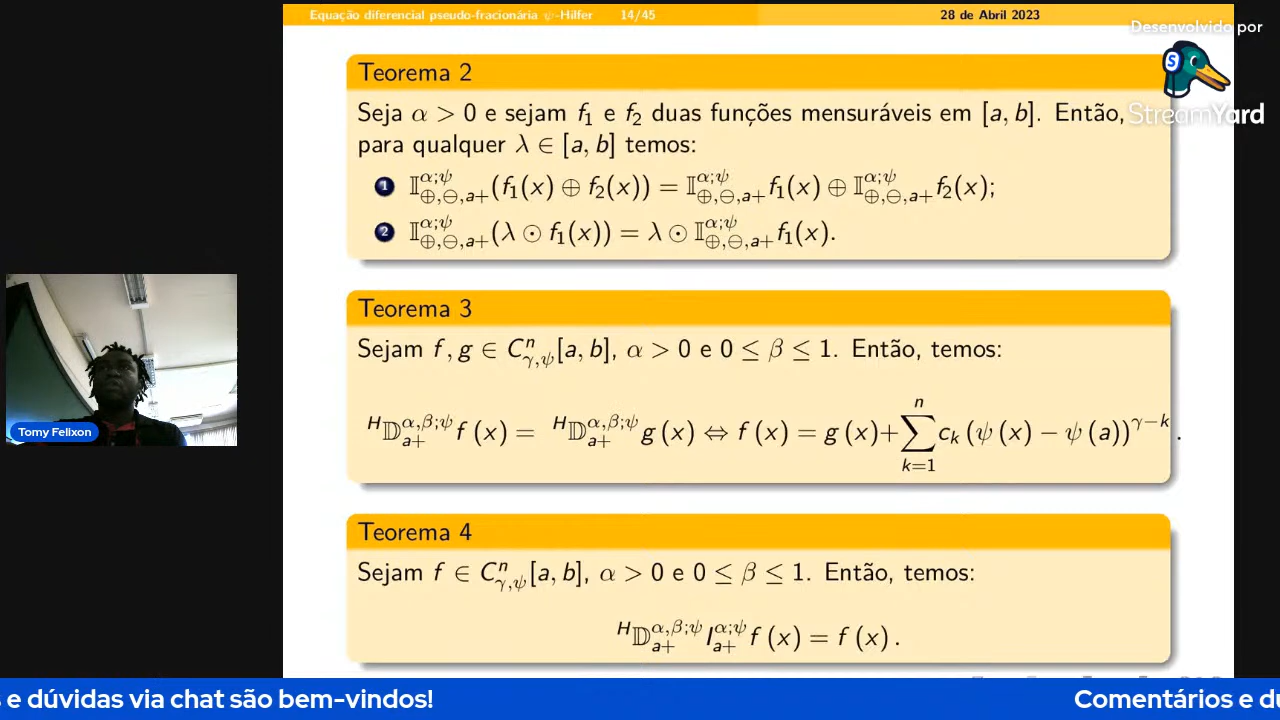 Equação diferencial pseudo-fracionária ψ-Hilfer 14/45 28 de Abril 2023
Desenvolvido por
StreamYard
Teorema 2
Seja α > 0 e sejam f₁ e f₂ duas funções mensuráveis em [a, b]. Então,
para qualquer λ ∈ [a, b] temos:
1 𝕀^{α;ψ}_{⊕,⊖,a+}(f₁(x) ⊕ f₂(x)) = 𝕀^{α;ψ}_{⊕,⊖,a+}f₁(x) ⊕ 𝕀^{α;ψ}_{⊕,⊖,a+}f₂(x);
2 𝕀^{α;ψ}_{⊕,⊖,a+}(λ ⊙ f₁(x)) = λ ⊙ 𝕀^{α;ψ}_{⊕,⊖,a+}f₁(x).
Teorema 3
Sejam f, g ∈ C^n_{γ,ψ}[a, b], α > 0 e 0 ≤ β ≤ 1. Então, temos:
^H𝔻^{α,β;ψ}_{a+} f (x) = ^H𝔻^{α,β;ψ}_{a+} g (x) ⇔ f (x) = g (x) + ∑_{k=1}^{n} c_k (ψ (x) − ψ (a))^{γ−k}.
Teorema 4
Sejam f ∈ C^n_{γ,ψ}[a, b], α > 0 e 0 ≤ β ≤ 1. Então, temos:
^H𝔻^{α,β;ψ}_{a+} I^{α;ψ}_{a+} f (x) = f (x) .
Tomy Felixon
s e dúvidas via chat são bem-vindos! Comentários e dú